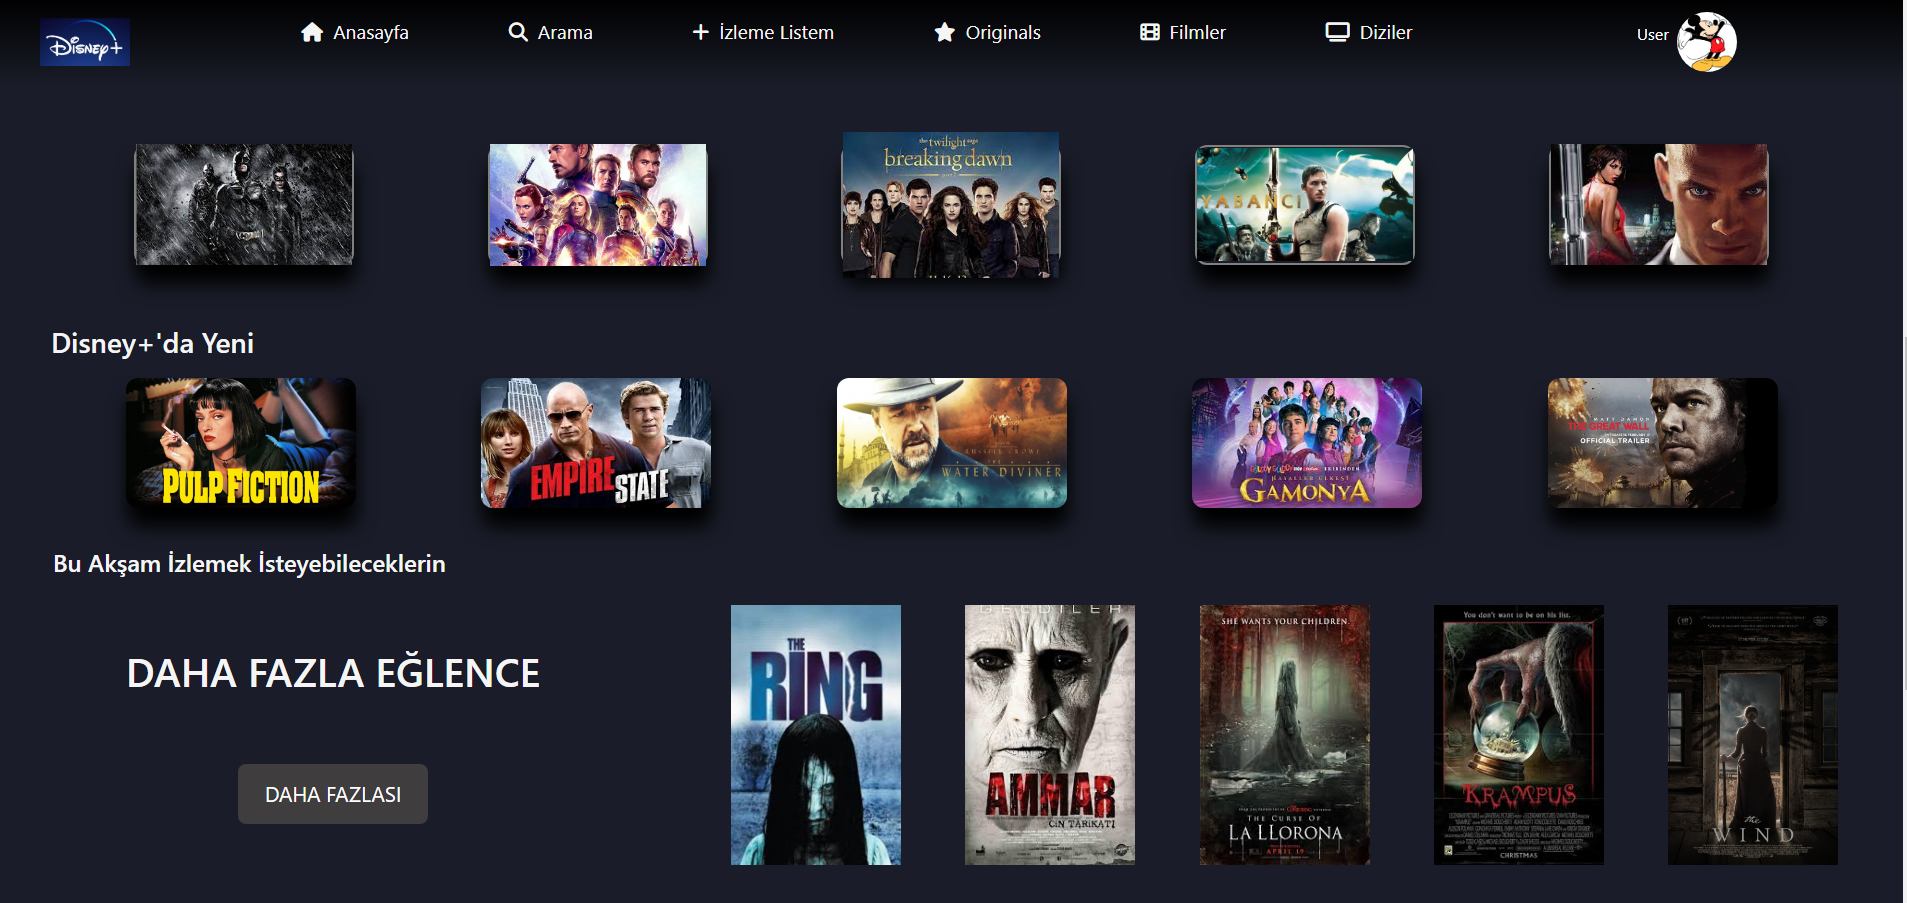 Disney+
Anasayfa
Arama
İzleme Listem
Originals
Filmler
Diziler
User
the twilight saga
breaking dawn
YABANCI
Disney+'da Yeni
PULP FICTION
EMPIRE STATE
RUSSELL CROWE
THE
WATER DIVINER
HAYALLER ÜLKESİ
GAMONYA
MATT DAMON
THE GREAT WALL
OFFICIAL TRAILER
Bu Akşam İzlemek İsteyebileceklerin
DAHA FAZLA EĞLENCE
DAHA FAZLASI
THE
RING
GELDİLER
AMMAR
CİN TARİKATI
SHE WANTS YOUR CHILDREN.
THE CURSE OF
LA LLORONA
APRIL 19
You don't want to be on his list.
KRAMPUS
CHRISTMAS
the
WIND